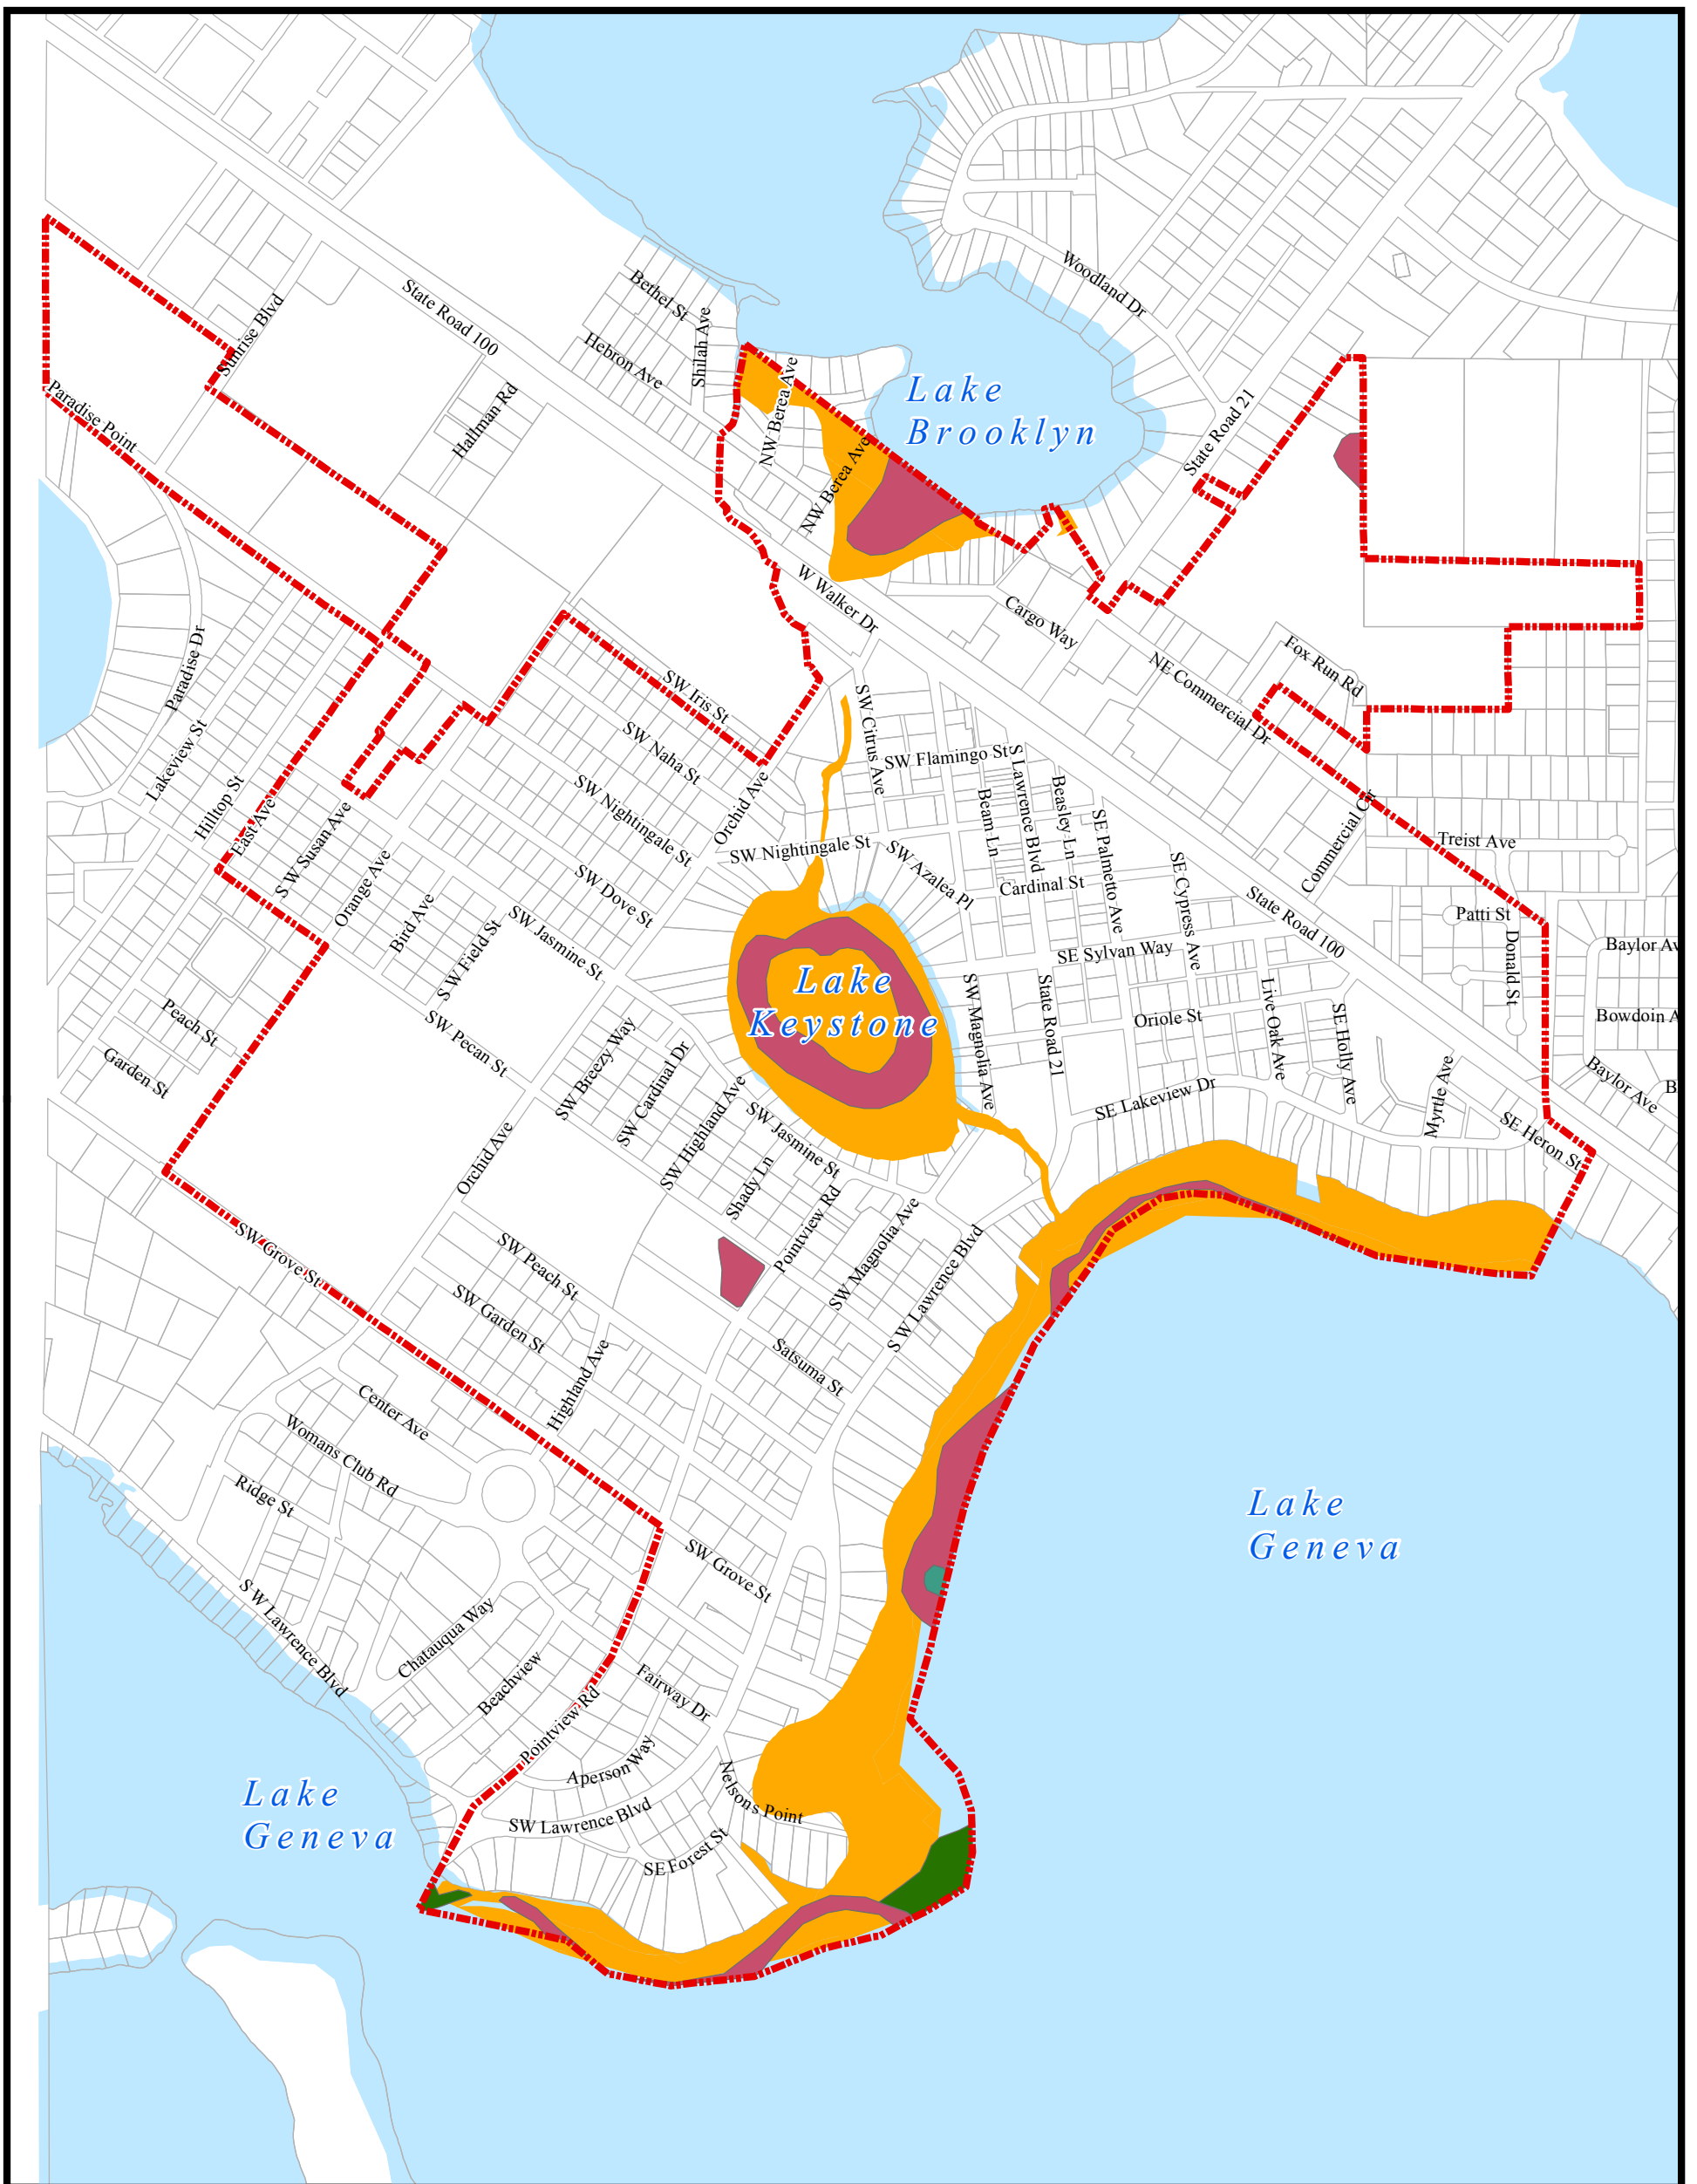 Woodland Dr
Bethel St
Sunrise Blvd
State Road 100
Shilah Ave
Hebron Ave
NW Berea Ave
Lake
Brooklyn
Paradise Point
Hallman Rd
State Road 21
NW Berea Ave
W Walker Dr
Cargo Way
Paradise Dr
Fox Run Rd
NE Commercial Dr
SW Iris St
SW Citrus Ave
SW Naha St
Lakeview St
SW Flamingo St
S Lawrence Blvd
Beasley Ln
Beam Ln
Hilltop St
East Ave
S W Susan Ave
SW Nightingale St
Orchid Ave
SW Nightingale St
SE Palmetto Ave
Commercial Cir
Treist Ave
SW Azalea Pl
Cardinal St
Orange Ave
Bird Ave
SW Dove St
SE Cypress Ave
State Road 100
Patti St
Donald St
S W Field St
SW Jasmine St
SE Sylvan Way
Baylor Av
Lake
Keystone
SW Magnolia Ave
State Road 21
Live Oak Ave
Oriole St
SE Holly Ave
Bowdoin A
Peach St
Garden St
SW Pecan St
SW Breezy Way
SW Cardinal Dr
SW Highland Ave
SW Jasmine St
SE Lakeview Dr
Myrtle Ave
Baylor Ave
B
SE Heron St
Orchid Ave
Shady Ln
Pointview Rd
SW Magnolia Ave
S W Lawrence Blvd
SW Grove St
SW Peach St
SW Garden St
Satsuma St
Highland Ave
Center Ave
Womans Club Rd
Ridge St
Lake
Geneva
SW Grove St
S W Lawrence Blvd
Chatauqua Way
Beachview
Pointview Rd
Fairway Dr
Aperson Way
Nelsons Point
SW Lawrence Blvd
SE Forest St
Lake
Geneva